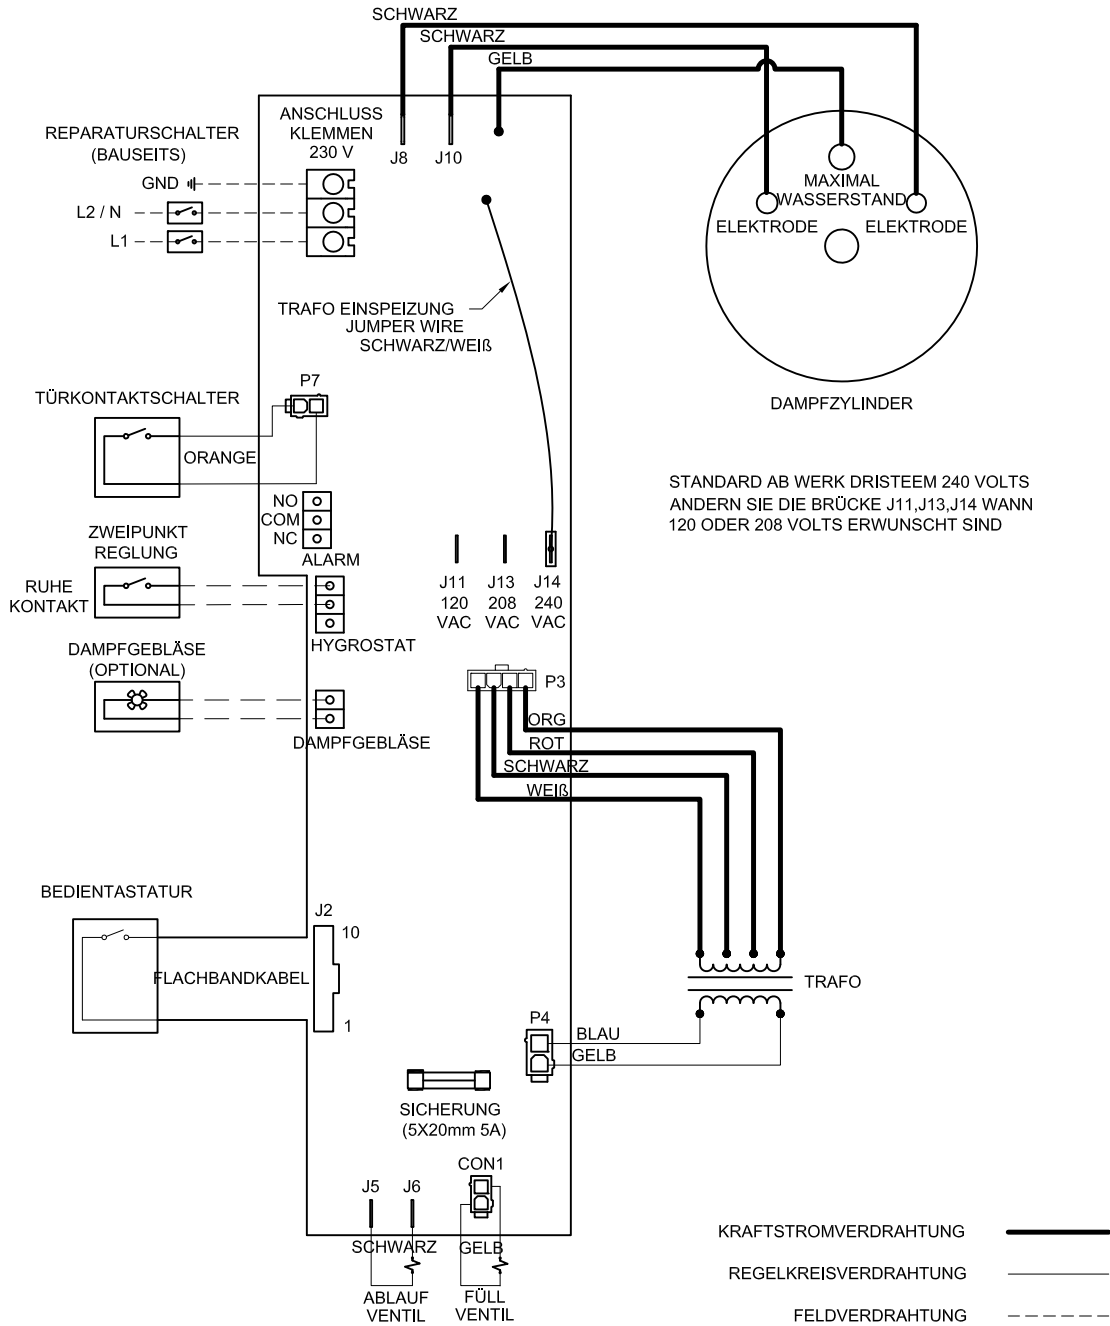 SCHWARZ
SCHWARZ
GELB
ANSCHLUSS
KLEMMEN
230 V
J8
J10
REPARATURSCHALTER
(BAUSEITS)
GND
L2 / N
L1
MAXIMAL
WASSERSTAND
ELEKTRODE
ELEKTRODE
DAMPFZYLINDER
TRAFO EINSPEIZUNG
JUMPER WIRE
SCHWARZ/WEIß
P7
TÜRKONTAKTSCHALTER
ORANGE
STANDARD AB WERK DRISTEEM 240 VOLTS
ANDERN SIE DIE BRÜCKE J11,J13,J14 WANN
120 ODER 208 VOLTS ERWUNSCHT SIND
NO
COM
NC
ALARM
ZWEIPUNKT
REGLUNG
RUHE
KONTAKT
HYGROSTAT
J11
120
VAC
J13
208
VAC
J14
240
VAC
DAMPFGEBLÄSE
(OPTIONAL)
DAMPFGEBLÄSE
P3
ORG
ROT
SCHWARZ
WEIß
BEDIENTASTATUR
J2
10
FLACHBANDKABEL
1
TRAFO
P4
BLAU
GELB
SICHERUNG
(5X20mm 5A)
CON1
J5
J6
SCHWARZ
GELB
ABLAUF
VENTIL
FÜLL
VENTIL
KRAFTSTROMVERDRAHTUNG
REGELKREISVERDRAHTUNG
FELDVERDRAHTUNG